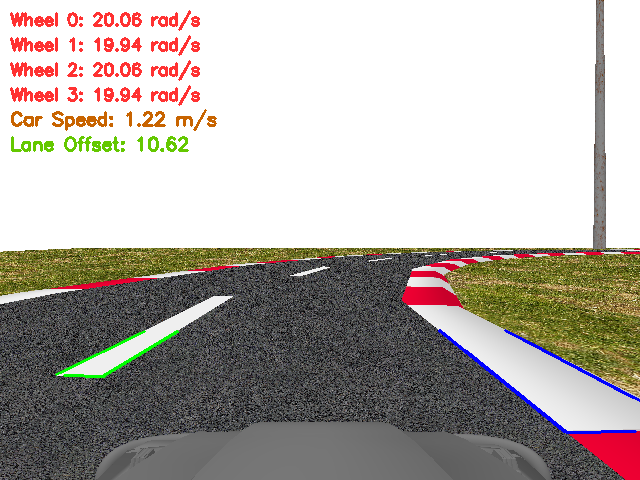 Wheel 0: 20.06 rad/s
Wheel 1: 19.94 rad/s
Wheel 2: 20.06 rad/s
Wheel 3: 19.94 rad/s
Car Speed: 1.22 m/s
Lane Offset: 10.62